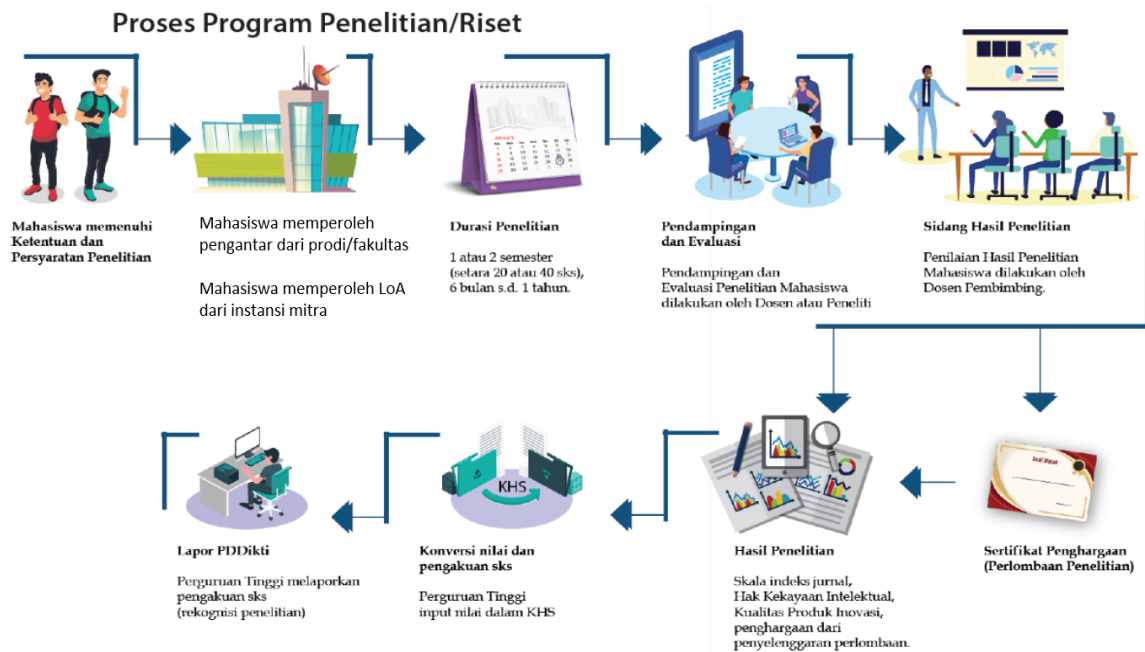 Proses Program Penelitian/Riset
Mahasiswa memenuhi
Ketentuan dan
Persyaratan Penelitian
Mahasiswa memperoleh
pengantar dari prodi/fakultas
Mahasiswa memperoleh LoA
dari instansi mitra
Durasi Penelitian
1 atau 2 semester
(setara 20 atau 40 sks),
6 bulan s.d. 1 tahun.
Pendampingan
dan Evaluasi
Pendampingan dan
Evaluasi Penelitian Mahasiswa
dilakukan oleh Dosen atau Peneliti
Sidang Hasil Penelitian
Penilaian Hasil Penelitian
Mahasiswa dilakukan oleh
Dosen Pembimbing.
KHS
Lapor PDDikti
Perguruan Tinggi melaporkan
pengakuan sks
(rekognisi penelitian)
Konversi nilai dan
pengakuan sks
Perguruan Tinggi
input nilai dalam KHS
Hasil Penelitian
Skala indeks jurnal,
Hak Kekayaan Intelektual,
Kualitas Produk Inovasi,
penghargaan dari
penyelenggaran perlombaan.
Sertifikat Penghargaan
(Perlombaan Penelitian)